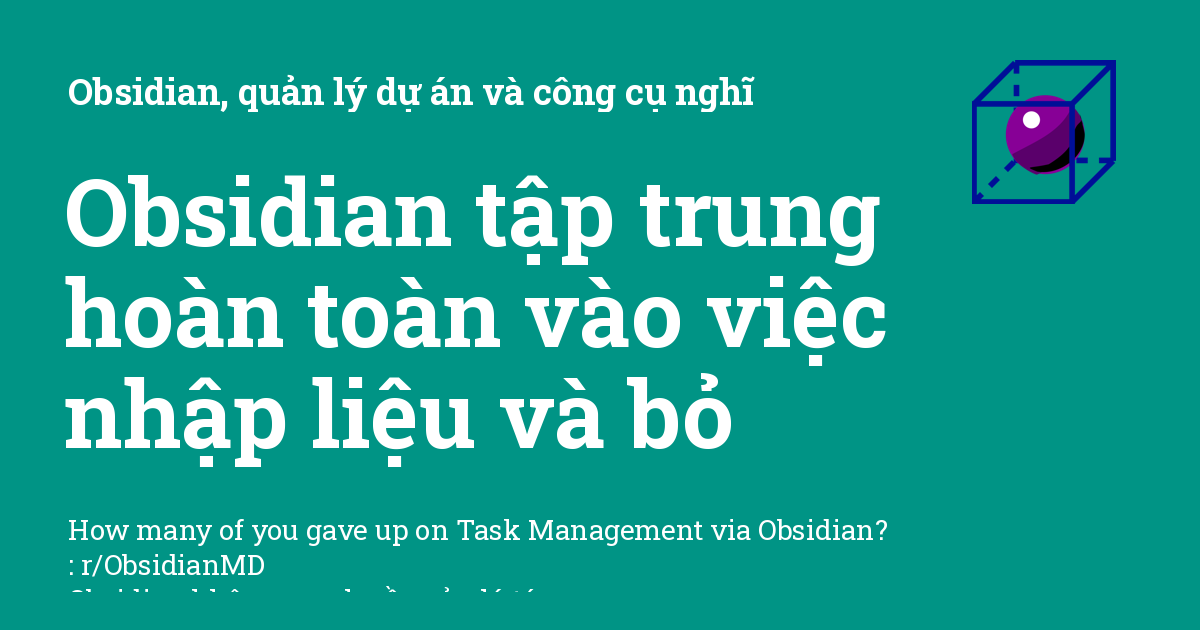 Obsidian, quản lý dự án và công cụ nghĩ
Obsidian tập trung
hoàn toàn vào việc
nhập liệu và bỏ
How many of you gave up on Task Management via Obsidian?
: r/ObsidianMD